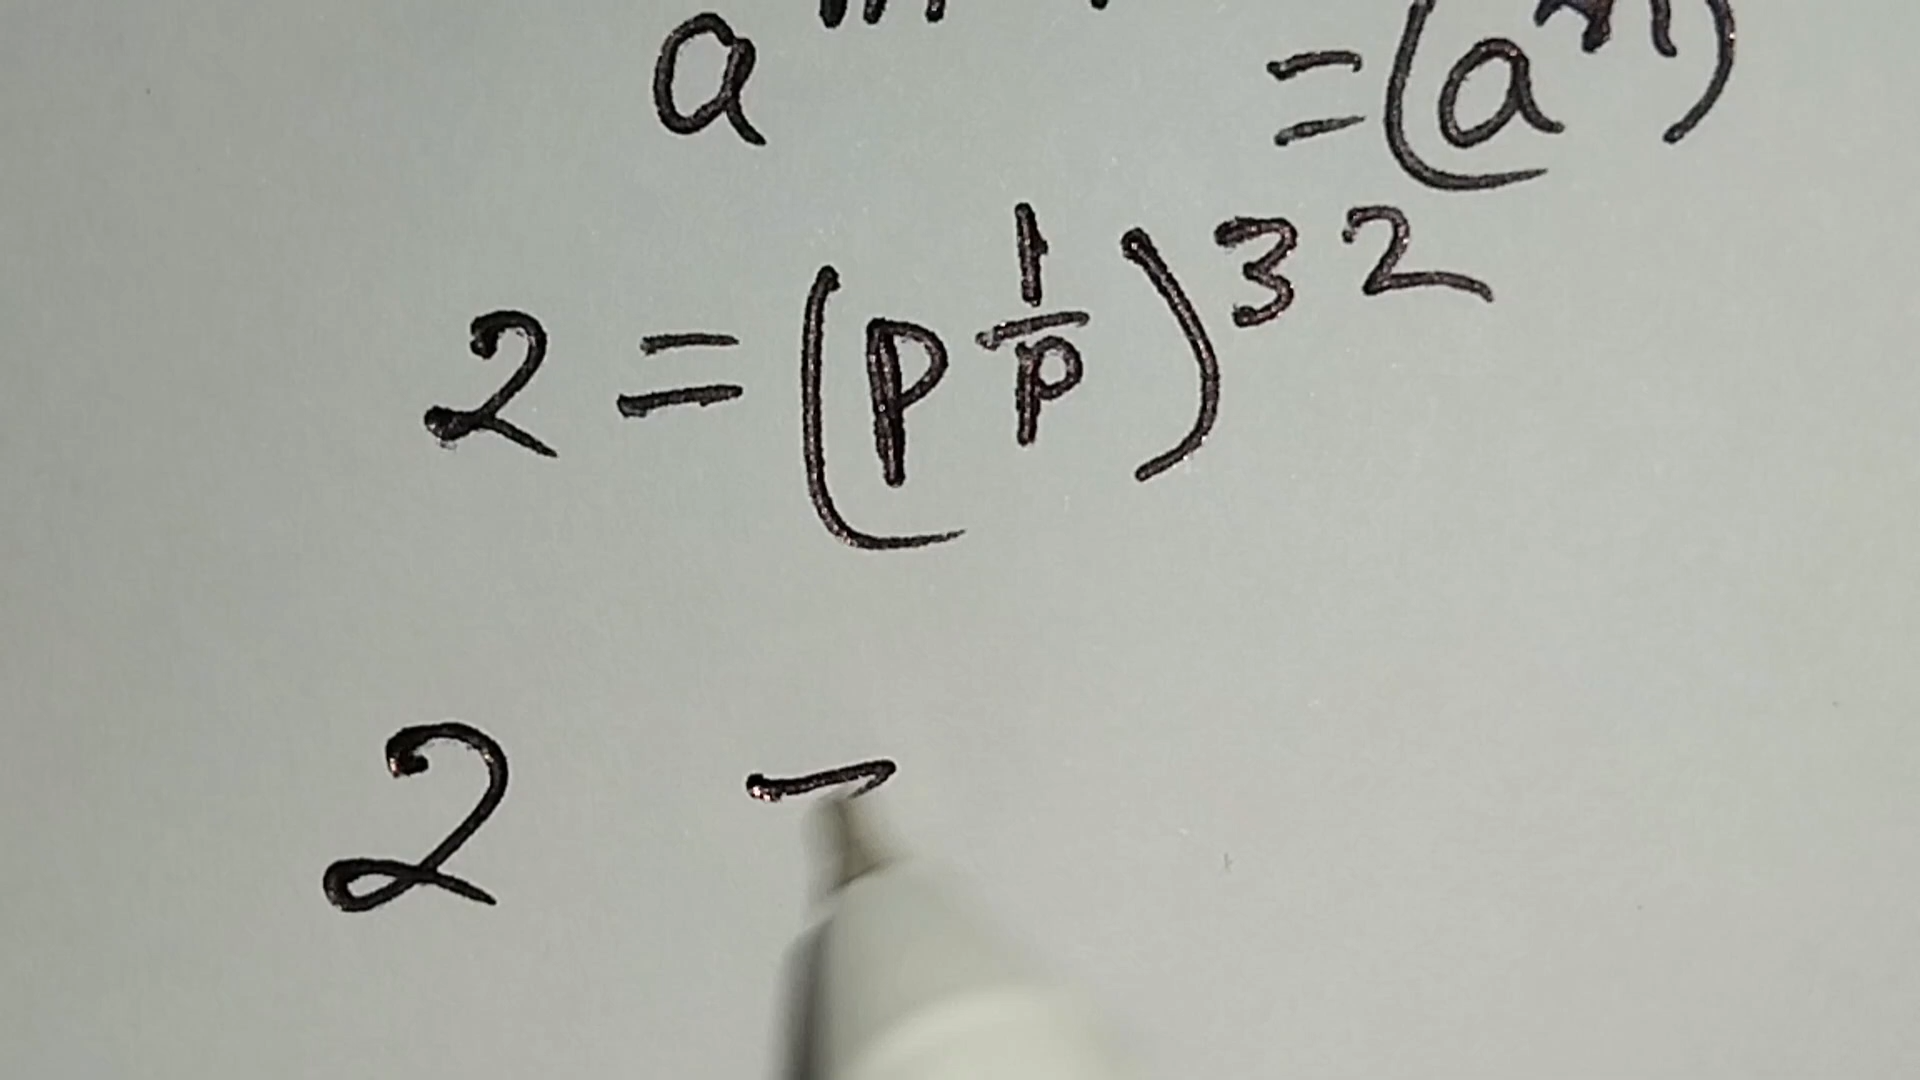 a = (a )
2 = (p^{1/p})^{32}
2